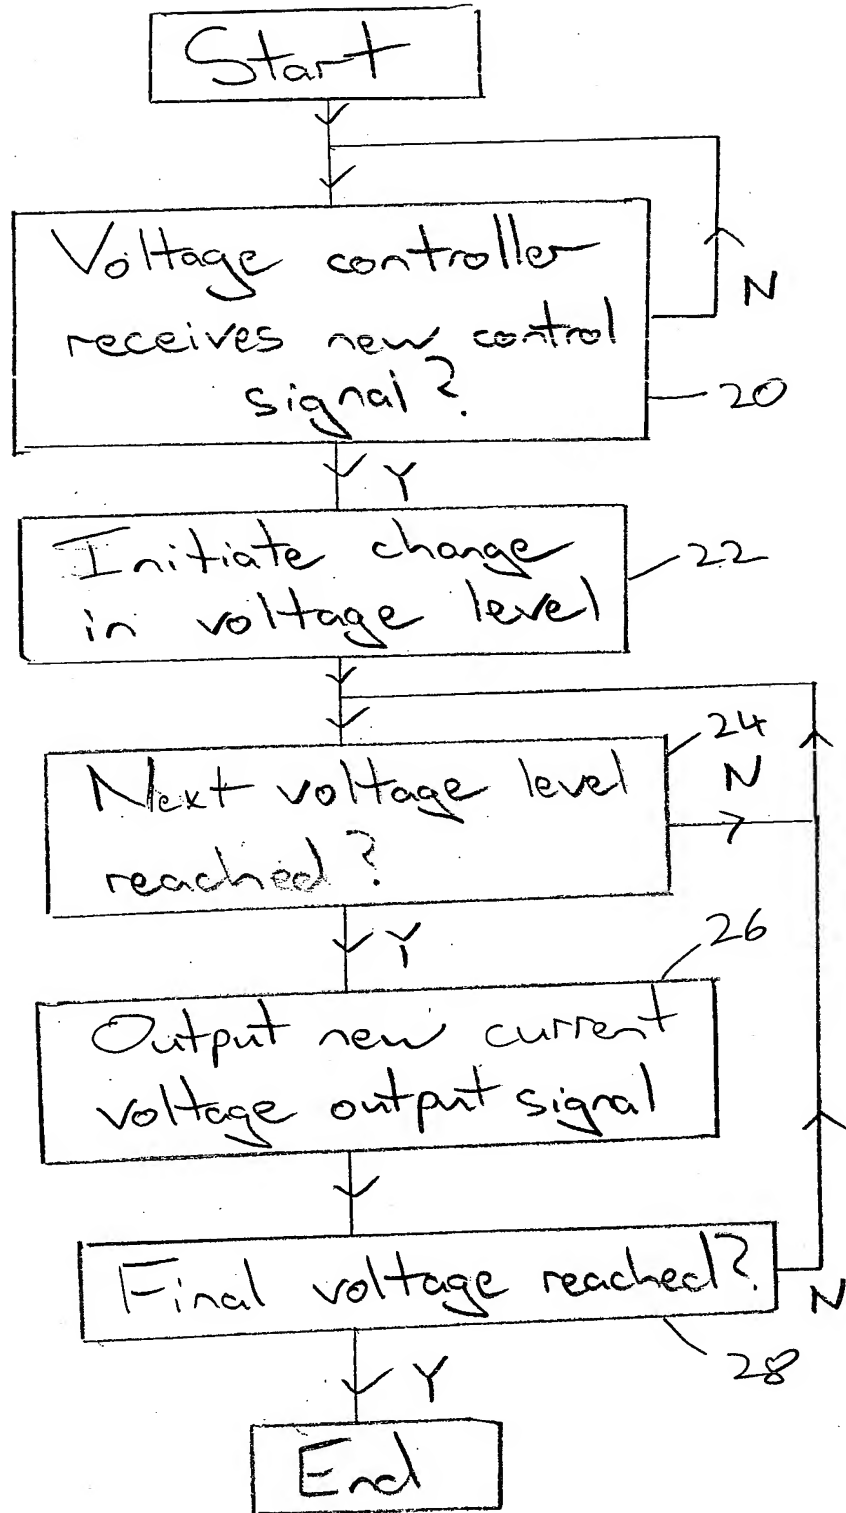 Start
Voltage controller
receives new control
signal?
N
20
Y
Initiate change
in voltage level
22
24
Next voltage level
reached?
N
Y
26
Output new current
voltage output signal
Final voltage reached?
N
28
Y
End